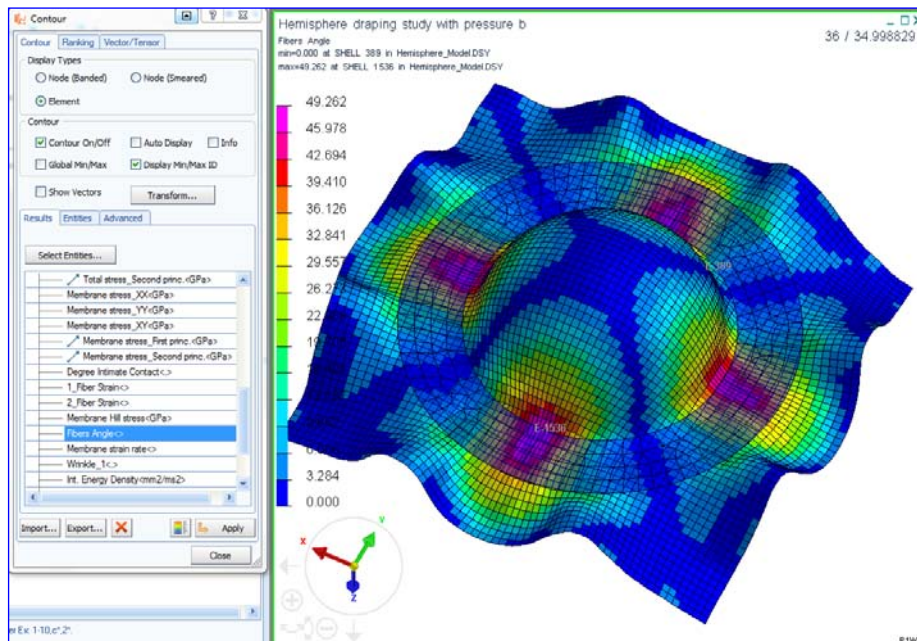 Contour
Contour
Ranking
Vector/Tensor
Display Types
Node (Banded)
Node (Smeared)
Element
Contour
Contour On/Off
Auto Display
Info
Global Min/Max
Display Min/Max ID
Show Vectors
Transform...
Results
Entities
Advanced
Select Entities...
Total stress_Second princ.<GPa>
Membrane stress_XX<GPa>
Membrane stress_YY<GPa>
Membrane stress_XY<GPa>
Membrane stress_First princ.<GPa>
Membrane stress_Second princ.<GPa>
Degree Intimate Contact<.>
1_Fiber Strain<>
2_Fiber Strain<>
Membrane Hill stress<GPa>
Fibers Angle<>
Membrane strain rate<>
Wrinkle_1<.>
Int. Energy Density<mm2/ms2>
Import...
Export...
Apply
Close
er Ex: 1-10,c*,2*.
Hemisphere draping study with pressure b
36 / 34.998829
Fibers Angle
min=0.000 at SHELL 389 in Hemisphere_Model.DSY
max=49.262 at SHELL 1536 in Hemisphere_Model.DSY
49.262
45.978
42.694
39.410
36.126
32.841
29.557
3.284
0.000
E-1536
X
Y
Z